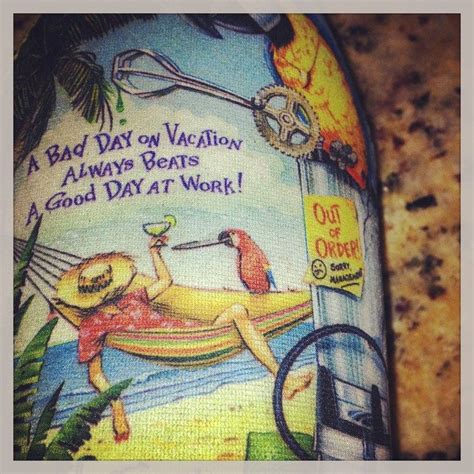 A Bad Day on Vacation
Always Beats
A Good Day at Work!
OUT
OF
ORDER!
SORRY
MANAGEMENT